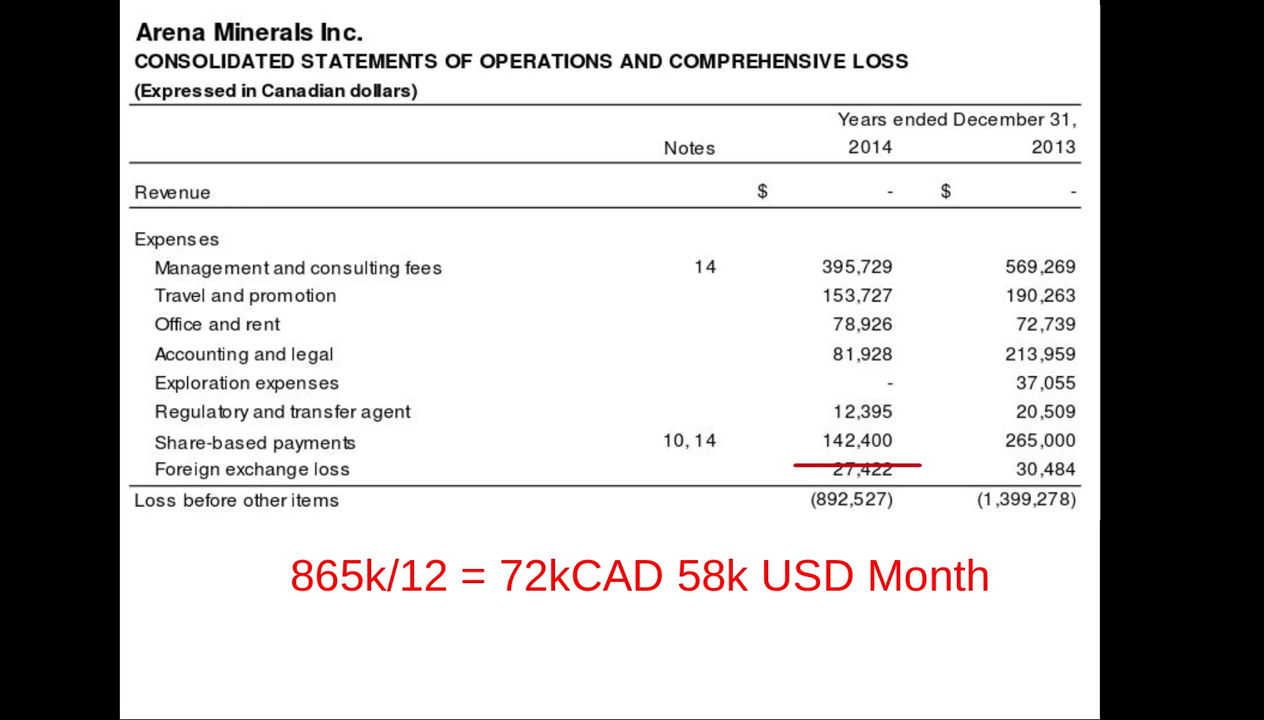 Arena Minerals Inc.
CONSOLIDATED STATEMENTS OF OPERATIONS AND COMPREHENSIVE LOSS
(Expressed in Canadian dollars)
Years ended December 31,
Notes 2014 2013
Revenue $ - $ -
Expenses
Management and consulting fees 14 395,729 569,269
Travel and promotion 153,727 190,263
Office and rent 78,926 72,739
Accounting and legal 81,928 213,959
Exploration expenses - 37,055
Regulatory and transfer agent 12,395 20,509
Share-based payments 10, 14 142,400 265,000
Foreign exchange loss 27,422 30,484
Loss before other items (892,527) (1,399,278)
865k/12 = 72kCAD 58k USD Month